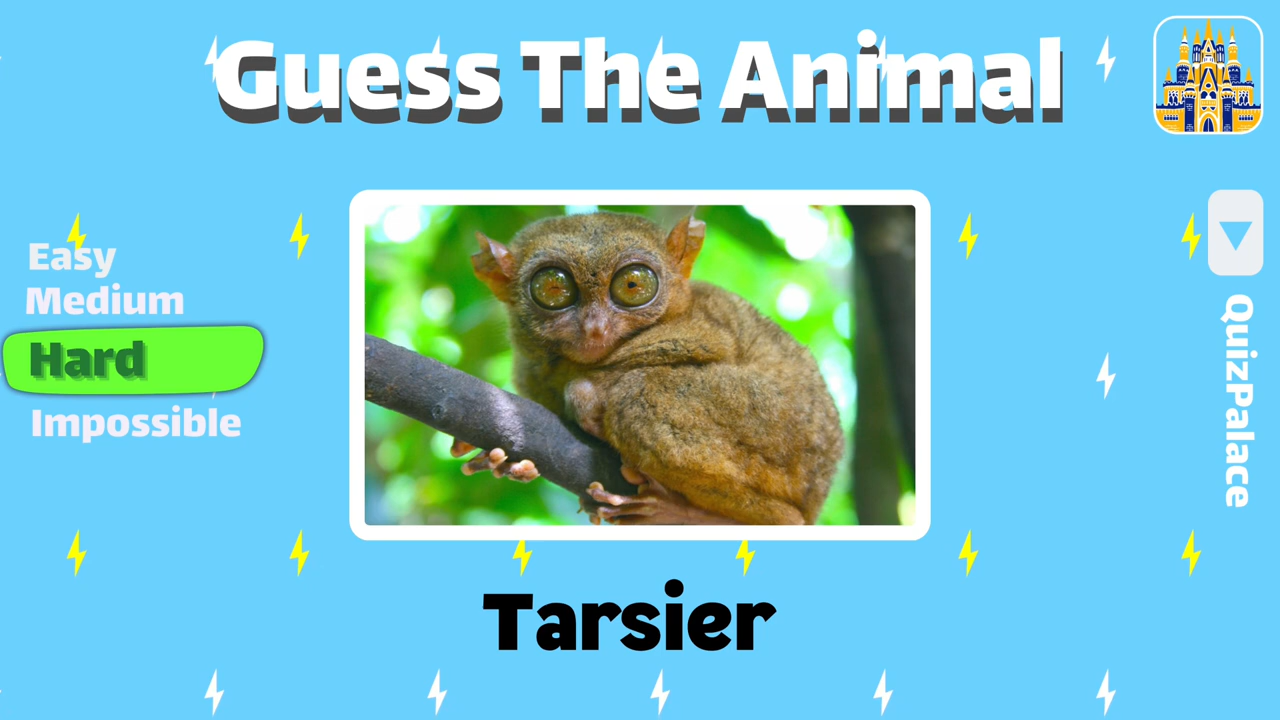 Guess The Animal
Easy
Medium
Hard
Impossible
QuizPalace
Tarsier